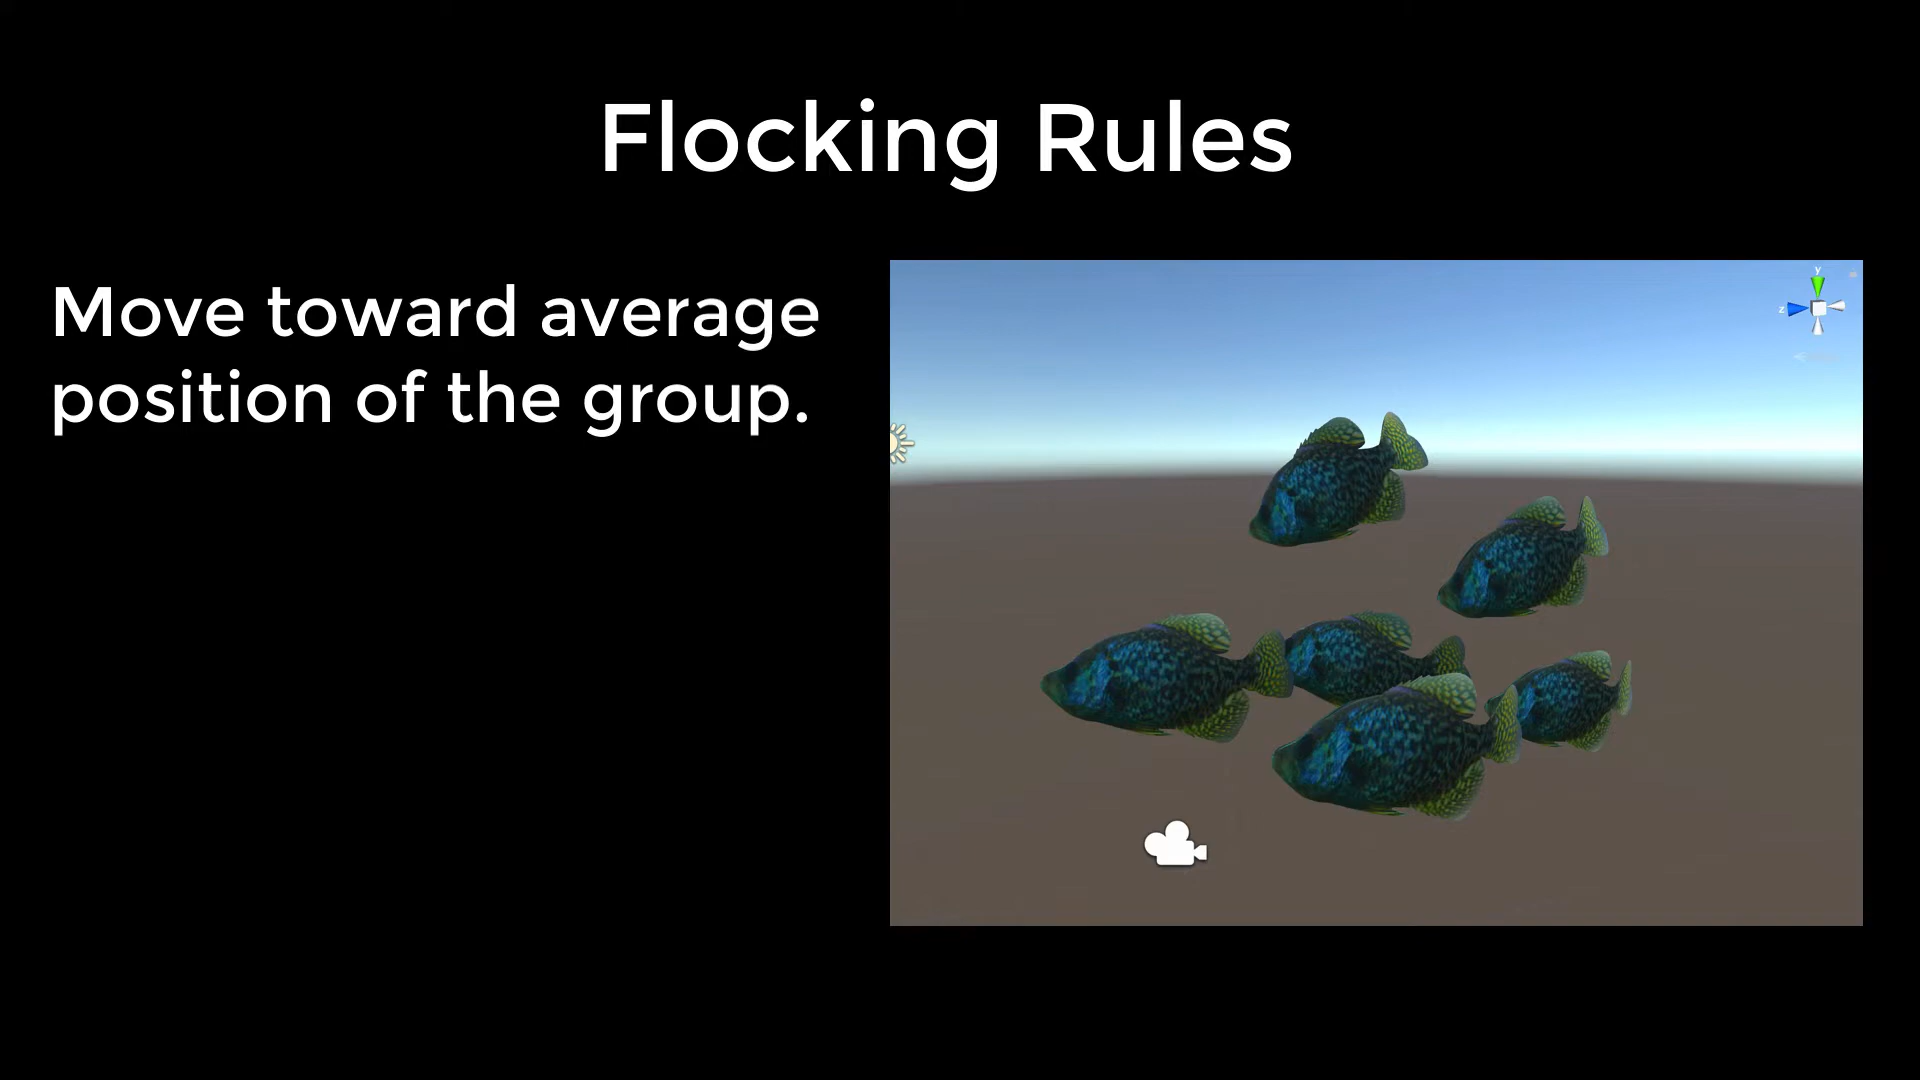 Flocking Rules
Move toward average
position of the group.
y
z